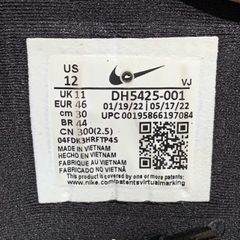 US
12
VJ
UK 11
DH5425-001
EUR 46
01/19/22 05/17/22
cm 30
UPC 00195866197084
BR 44
CN 300(2.5)
04FDK3HRFTP4S
MADE IN VIETNAM
HECHO EN VIETNAM
FABRIQUE AU VIETNAM
FABRICADO NO VIETNÃ
www.nike.com/patentsvirtualmarking